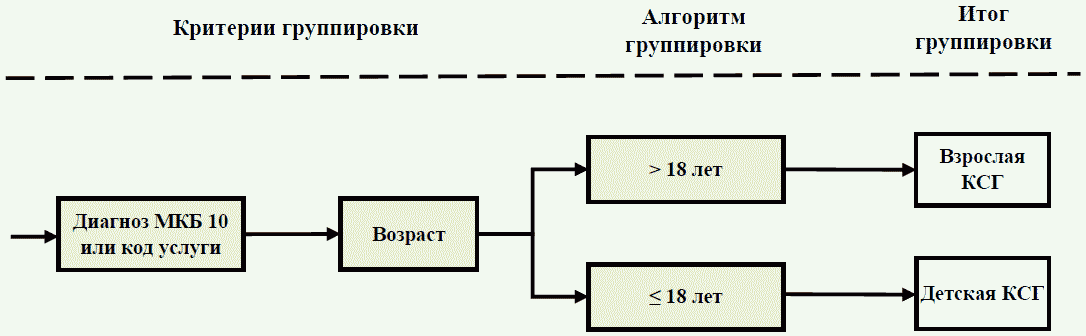 Критерии группировки
Алгоритм
группировки
Итог
группировки
Диагноз МКБ 10
или код услуги
Возраст
> 18 лет
Взрослая
КСГ
≤ 18 лет
Детская КСГ